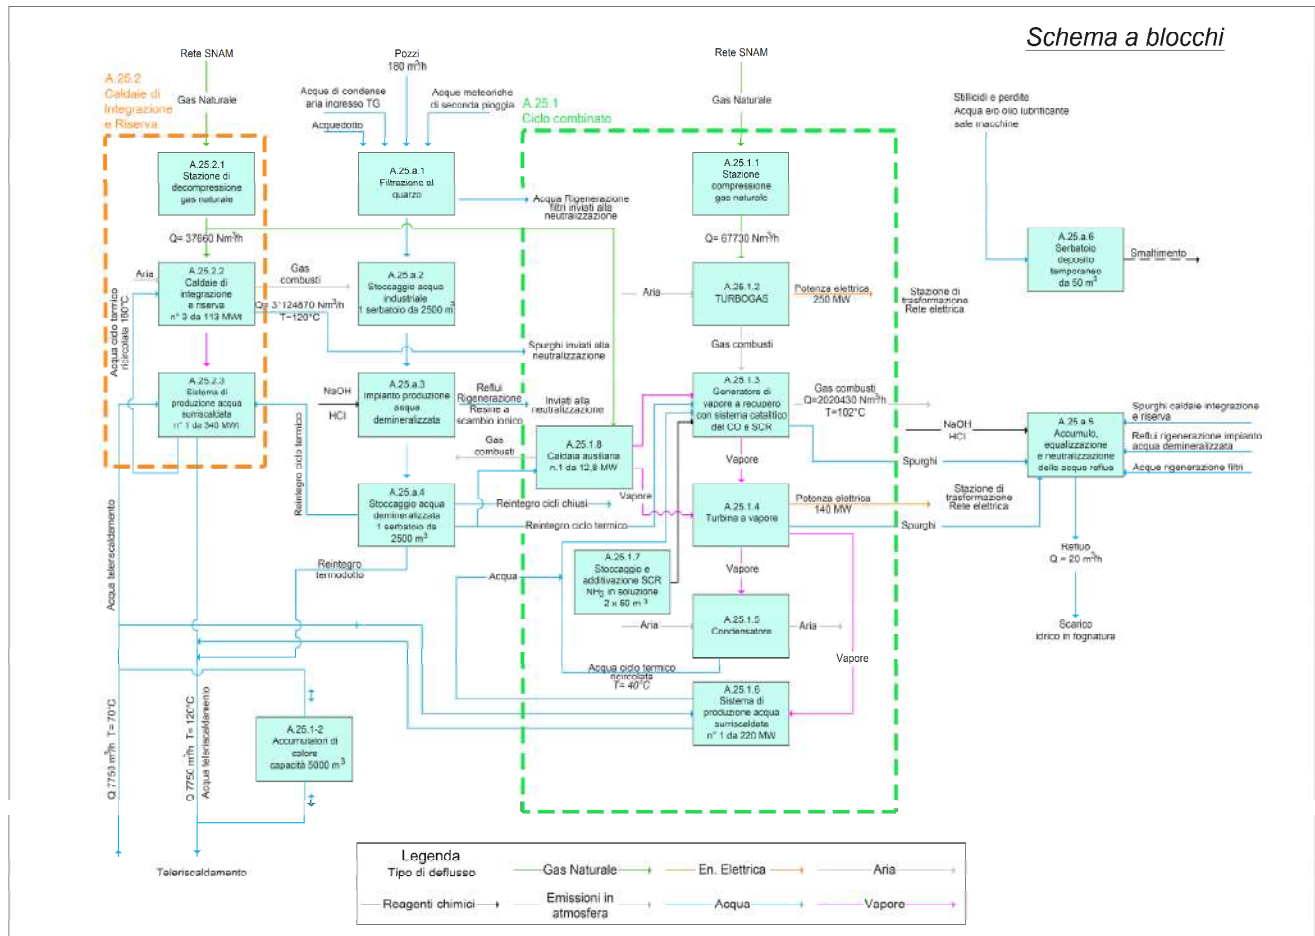 Schema a blocchi
Rete SNAM
Pozzi
180 m³/h
Rete SNAM
A.25.2
Caldaie di
Integrazione
e Riserva
Gas Naturale
Acque di condense
aria ingresso TG
Acquedotto
Acque meteoriche
di seconda pioggia
A.25.1
Ciclo combinato
Gas Naturale
Stillicidi e perdite
Acqua e/o olio lubrificante
sale macchine
A.25.2.1
Stazione di
decompressione
gas naturale
A.25.a.1
Filtrazione al
quarzo
Acqua Rigenerazione
filtri inviati alla
neutralizzazione
A.25.1.1
Stazione
compressione
gas naturale
A.25.a.6
Serbatoio
deposito
temporaneo
da 50 m³
Smaltimento
Q= 37660 Nm³/h
Q= 67730 Nm³/h
Aria
A.25.2.2
Caldaie di
integrazione
e riserva
n° 3 da 113 MWt
Gas
combusti
Q= 3*124870 Nm³/h
T=120°C
A.25.a.2
Stoccaggio acqua
industriale
1 serbatoio da 2500 m³
Spurghi inviati alla
neutralizzazione
Aria
A.25.1.2
TURBOGAS
Potenza elettrica
250 MW
Stazione di
trasformazione
Rete elettrica
Acqua ciclo termico
ricircolata 160°C
Gas combusti
A.25.2.3
Sistema di
produzione acqua
surriscaldata
n° 1 da 340 MWt
NaOH
HCl
A.25.a.3
impianto produzione
acqua
demineralizzata
Reflui
Rigenerazione
Resine a
scambio ionico
Inviati alla
neutralizzazione
A.25.1.3
Generatore di
vapore a recupero
con sistema catalitico
del CO e SCR
Gas combusti
Q=2020430 Nm³/h
T=102°C
NaOH
HCl
A.25.a.5
Accumulo,
equalizzazione
e neutralizzazione
delle acque reflue
Spurghi caldaie integrazione
e riserva
Reflui rigenerazione impianto
acqua demineralizzata
Acque rigenerazione filtri
Gas
combusti
A.25.1.8
Caldaia ausiliaria
n.1 da 12,8 MW
Vapore
Vapore
Spurghi
Reintegro ciclo termico
A.25.a.4
Stoccaggio acqua
demineralizzata
1 serbatoio da
2500 m³
Reintegro cicli chiusi
Reintegro ciclo termico
A.25.1.4
Turbina a vapore
Potenza elettrica
140 MW
Stazione di
trasformazione
Rete elettrica
Spurghi
Acqua teleriscaldamento
Reintegro
termodotto
Acqua
A.25.1.7
Stoccaggio e
additivazione SCR
NH₃ in soluzione
2 x 60 m³
Vapore
Refluo
Q = 20 m³/h
Aria
A.25.1.5
Condensatore
Aria
Scarico
idrico in fognatura
Vapore
Acqua ciclo termico
ricircolata
T= 40°C
A.25.1.6
Sistema di
produzione acqua
surriscaldata
n° 1 da 220 MW
Q 7750 m³/h T= 70°C
Q 7750 m³/h T= 120°C
Acqua teleriscaldamento
A.25.1-2
Accumulatori di
calore
capacità 5000 m³
Teleriscaldamento
Legenda
Tipo di deflusso
Gas Naturale
En. Elettrica
Aria
Reagenti chimici
Emissioni in
atmosfera
Acqua
Vapore